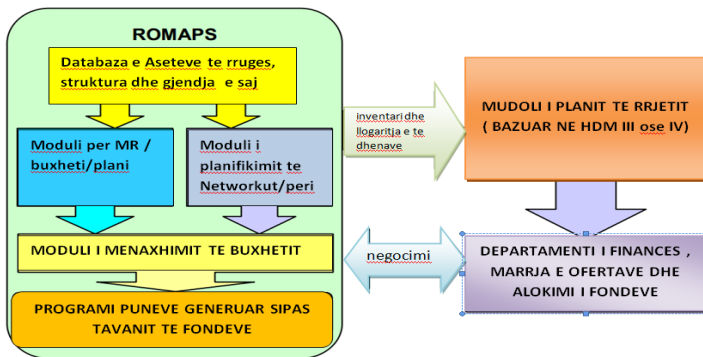 ROMAPS
Databaza e Aseteve te rruges,
struktura dhe gjendja e saj
Moduli per MR /
buxheti/plani
Moduli i
planifikimit te
Networkut/peri
MODULI I MENAXHIMIT TE BUXHETIT
PROGRAMI PUNEVE GENERUAR SIPAS
TAVANIT TE FONDEVE
inventari dhe
llogaritja e te
dhenave
negocimi
MUDOLI I PLANIT TE RRJETIT
( BAZUAR NE HDM III ose IV)
DEPARTAMENTI I FINANCES ,
MARRJA E OFERTAVE DHE
ALOKIMI I FONDEVE